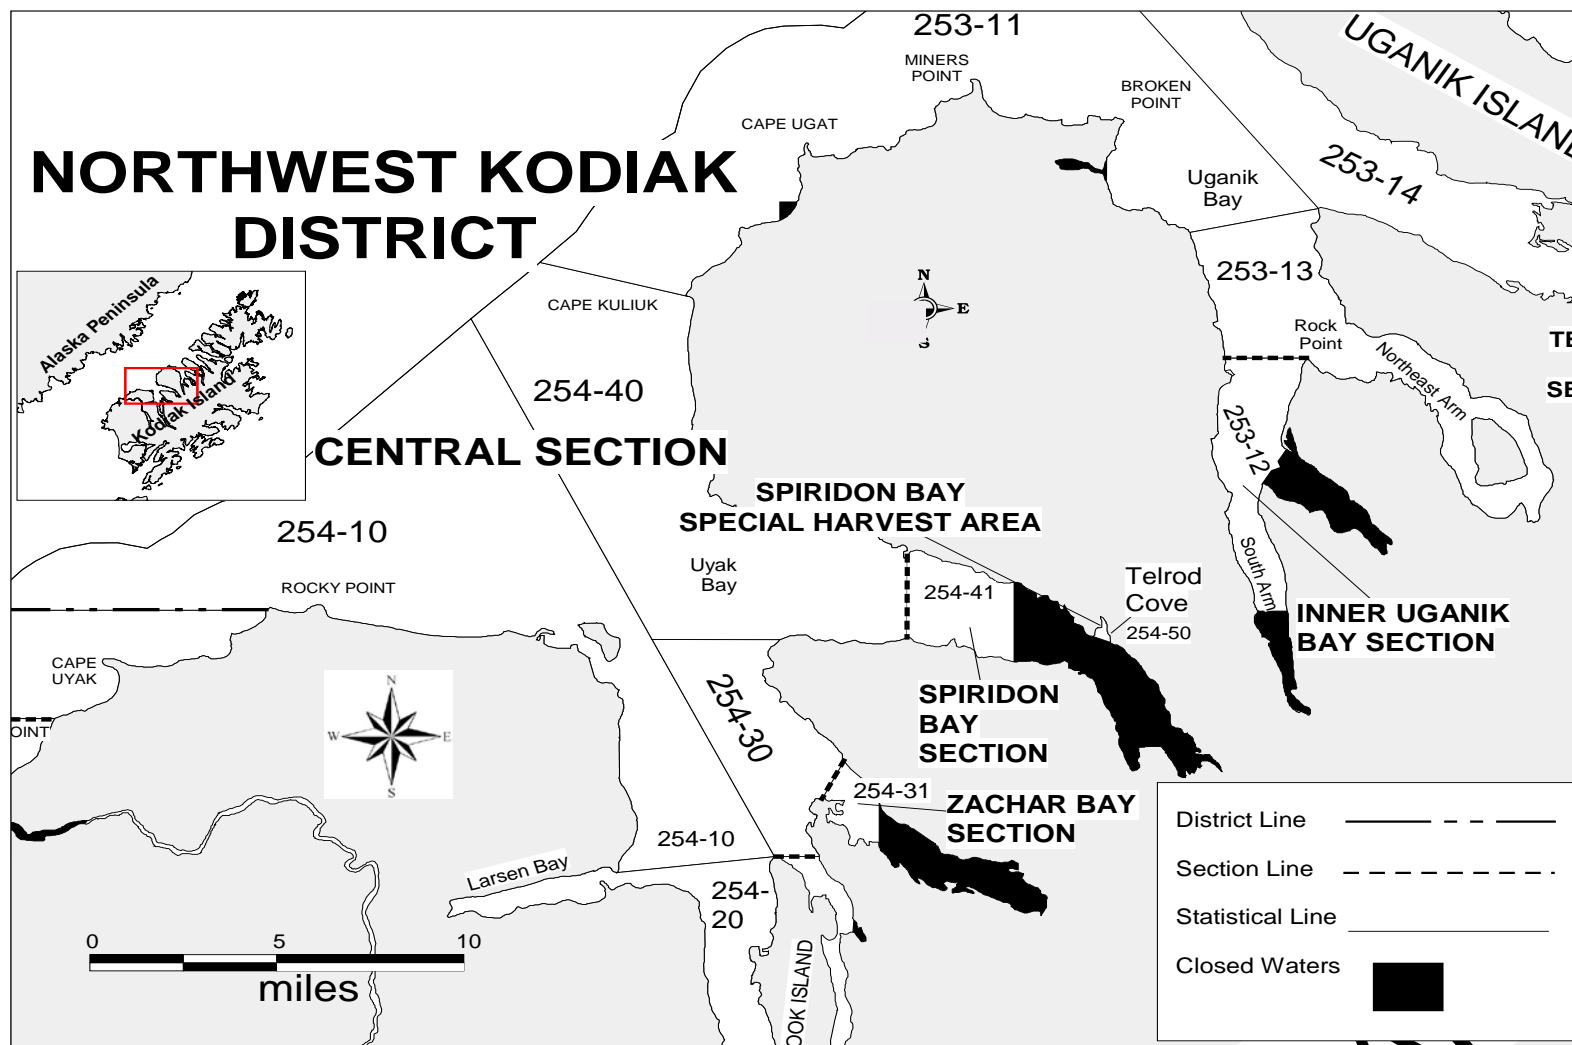 253-11
MINERS
POINT
BROKEN
POINT
UGANIK ISLAND
CAPE UGAT
253-14
NORTHWEST KODIAK
DISTRICT
Uganik
Bay
253-13
Alaska Peninsula
Kodiak Island
CAPE KULIUK
N
E
S
Rock
Point
Northeast Arm
TE
SE
254-40
253-12
CENTRAL SECTION
SPIRIDON BAY
SPECIAL HARVEST AREA
254-10
ROCKY POINT
Uyak
Bay
254-41
Telrod
Cove
254-50
South Arm
INNER UGANIK
BAY SECTION
CAPE
UYAK
OINT
N
W
E
S
254-30
SPIRIDON
BAY
SECTION
254-31
ZACHAR BAY
SECTION
254-10
Larsen Bay
254-
20
OOK ISLAND
0 5 10
miles
District Line
Section Line
Statistical Line
Closed Waters